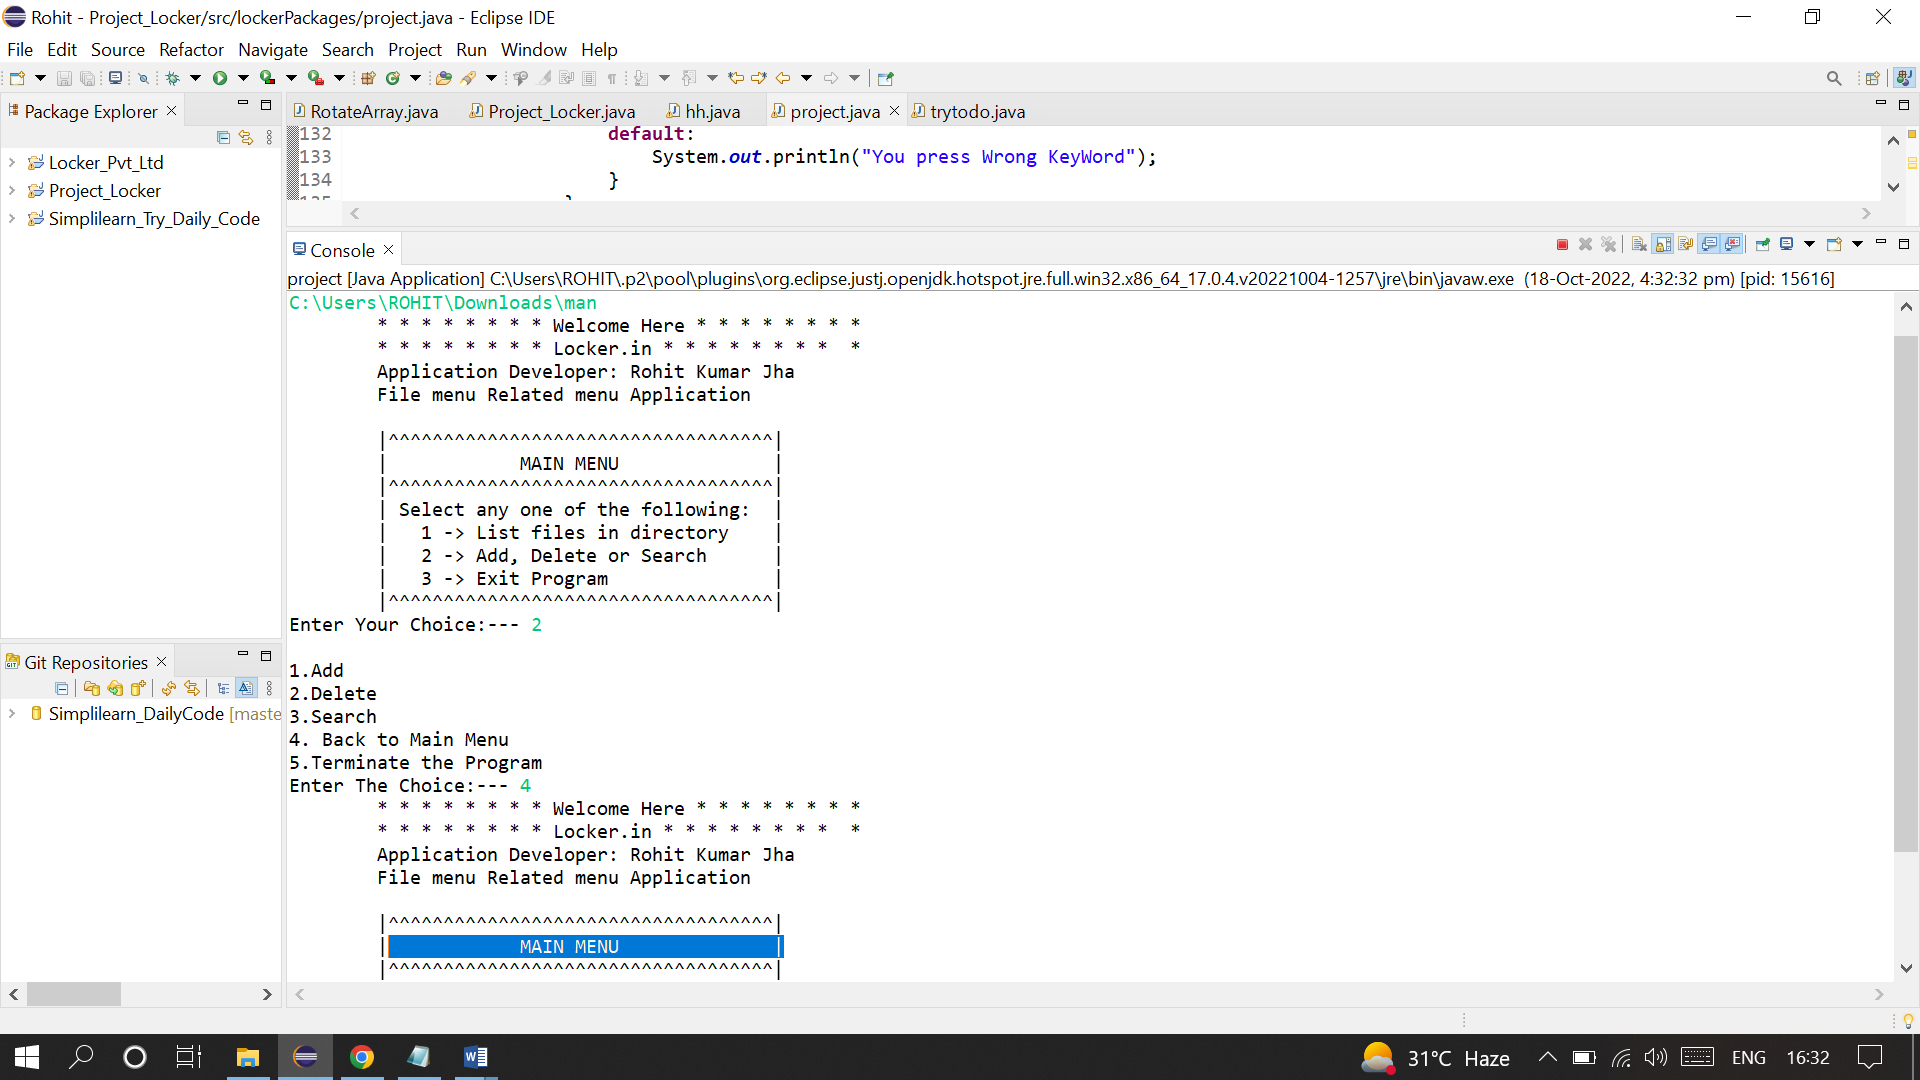 Rohit - Project_Locker/src/lockerPackages/project.java - Eclipse IDE
File Edit Source Refactor Navigate Search Project Run Window Help
Package Explorer
Locker_Pvt_Ltd
Project_Locker
Simplilearn_Try_Daily_Code
RotateArray.java Project_Locker.java hh.java project.java trytodo.java
132 default:
133 System.out.println("You press Wrong KeyWord");
134 }
Console
project [Java Application] C:\Users\ROHIT\.p2\pool\plugins\org.eclipse.justj.openjdk.hotspot.jre.full.win32.x86_64_17.0.4.v20221004-1257\jre\bin\javaw.exe (18-Oct-2022, 4:32:32 pm) [pid: 15616]
C:\Users\ROHIT\Downloads\man
* * * * * * * * Welcome Here * * * * * * * *
* * * * * * * * Locker.in * * * * * * * *  *
Application Developer: Rohit Kumar Jha
File menu Related menu Application
|^^^^^^^^^^^^^^^^^^^^^^^^^^^^^^^^^^^|
| MAIN MENU |
|^^^^^^^^^^^^^^^^^^^^^^^^^^^^^^^^^^^|
| Select any one of the following: |
| 1 -> List files in directory |
| 2 -> Add, Delete or Search |
| 3 -> Exit Program |
|^^^^^^^^^^^^^^^^^^^^^^^^^^^^^^^^^^^|
Enter Your Choice:--- 2
1.Add
2.Delete
3.Search
4. Back to Main Menu
5.Terminate the Program
Enter The Choice:--- 4
* * * * * * * * Welcome Here * * * * * * * *
* * * * * * * * Locker.in * * * * * * * *  *
Application Developer: Rohit Kumar Jha
File menu Related menu Application
|^^^^^^^^^^^^^^^^^^^^^^^^^^^^^^^^^^^|
| MAIN MENU |
|^^^^^^^^^^^^^^^^^^^^^^^^^^^^^^^^^^^|
Git Repositories
Simplilearn_DailyCode [maste
31°C Haze ENG 16:32